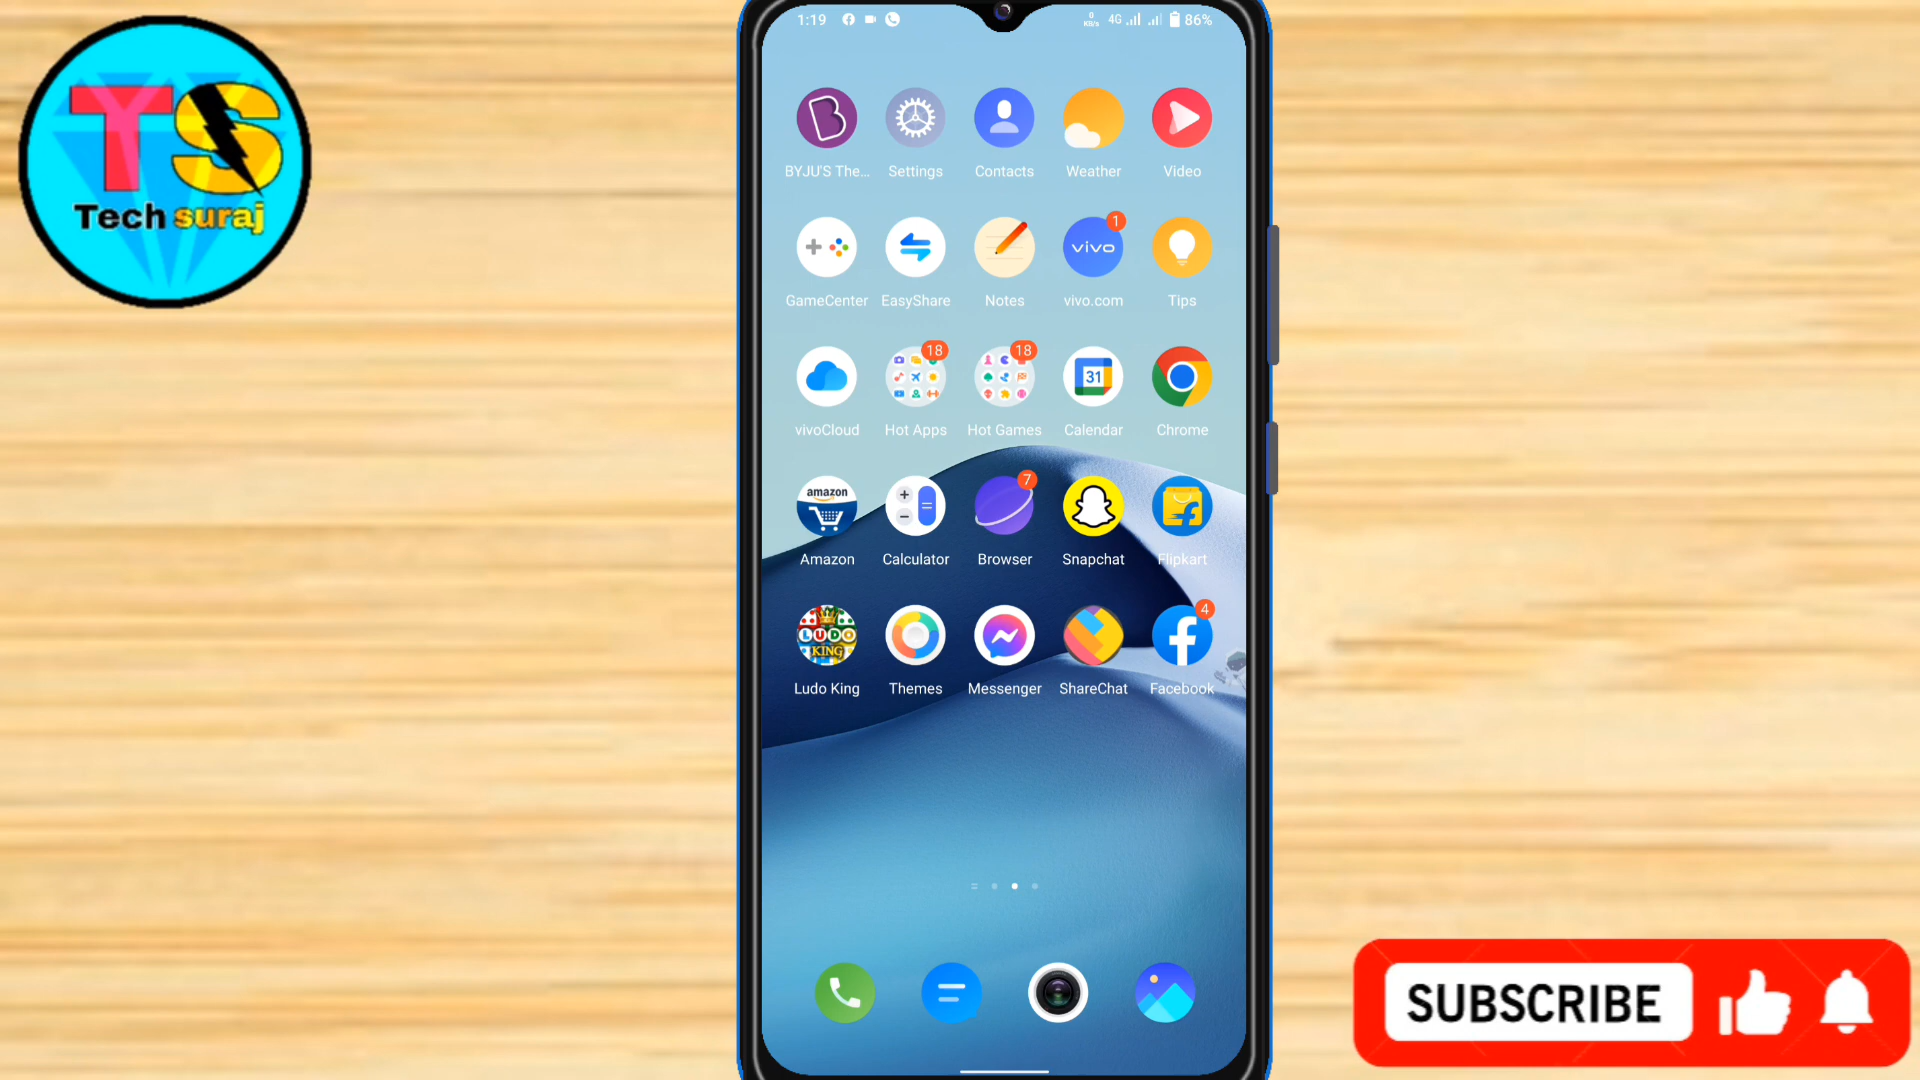 TS
Tech suraj
1:19
0
KB/s
4G
86%
BYJU'S The... Settings Contacts Weather Video
vivo 1
GameCenter EasyShare Notes vivo.com Tips
18 18 31
vivoCloud Hot Apps Hot Games Calendar Chrome
amazon 7
Amazon Calculator Browser Snapchat Flipkart
LUDO
KING
4
Ludo King Themes Messenger ShareChat Facebook
SUBSCRIBE